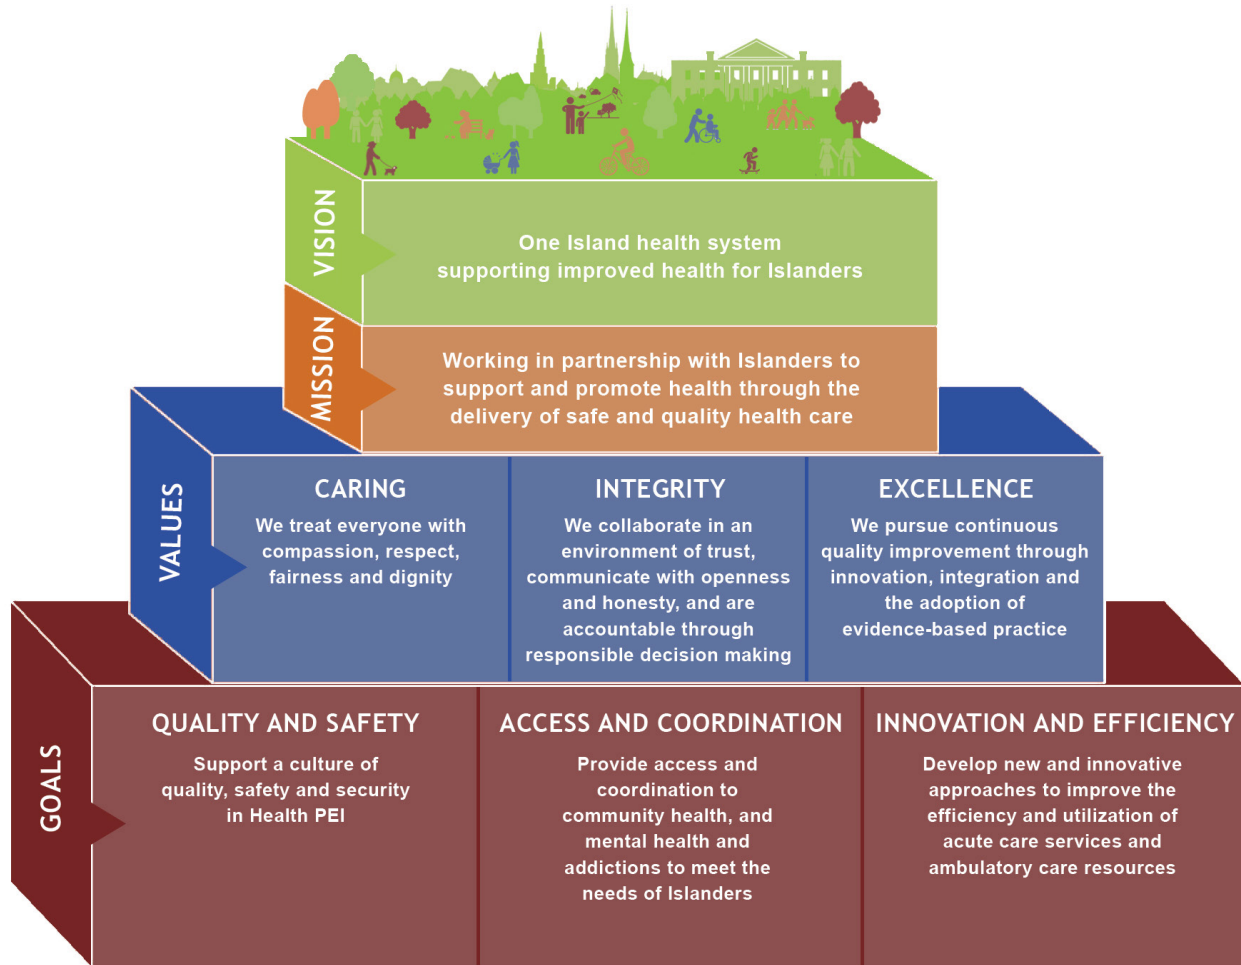 VISION
One Island health system
supporting improved health for Islanders
MISSION
Working in partnership with Islanders to
support and promote health through the
delivery of safe and quality health care
VALUES
CARING
We treat everyone with
compassion, respect,
fairness and dignity
INTEGRITY
We collaborate in an
environment of trust,
communicate with openness
and honesty, and are
accountable through
responsible decision making
EXCELLENCE
We pursue continuous
quality improvement through
innovation, integration and
the adoption of
evidence-based practice
GOALS
QUALITY AND SAFETY
Support a culture of
quality, safety and security
in Health PEI
ACCESS AND COORDINATION
Provide access and
coordination to
community health, and
mental health and
addictions to meet the
needs of Islanders
INNOVATION AND EFFICIENCY
Develop new and innovative
approaches to improve the
efficiency and utilization of
acute care services and
ambulatory care resources